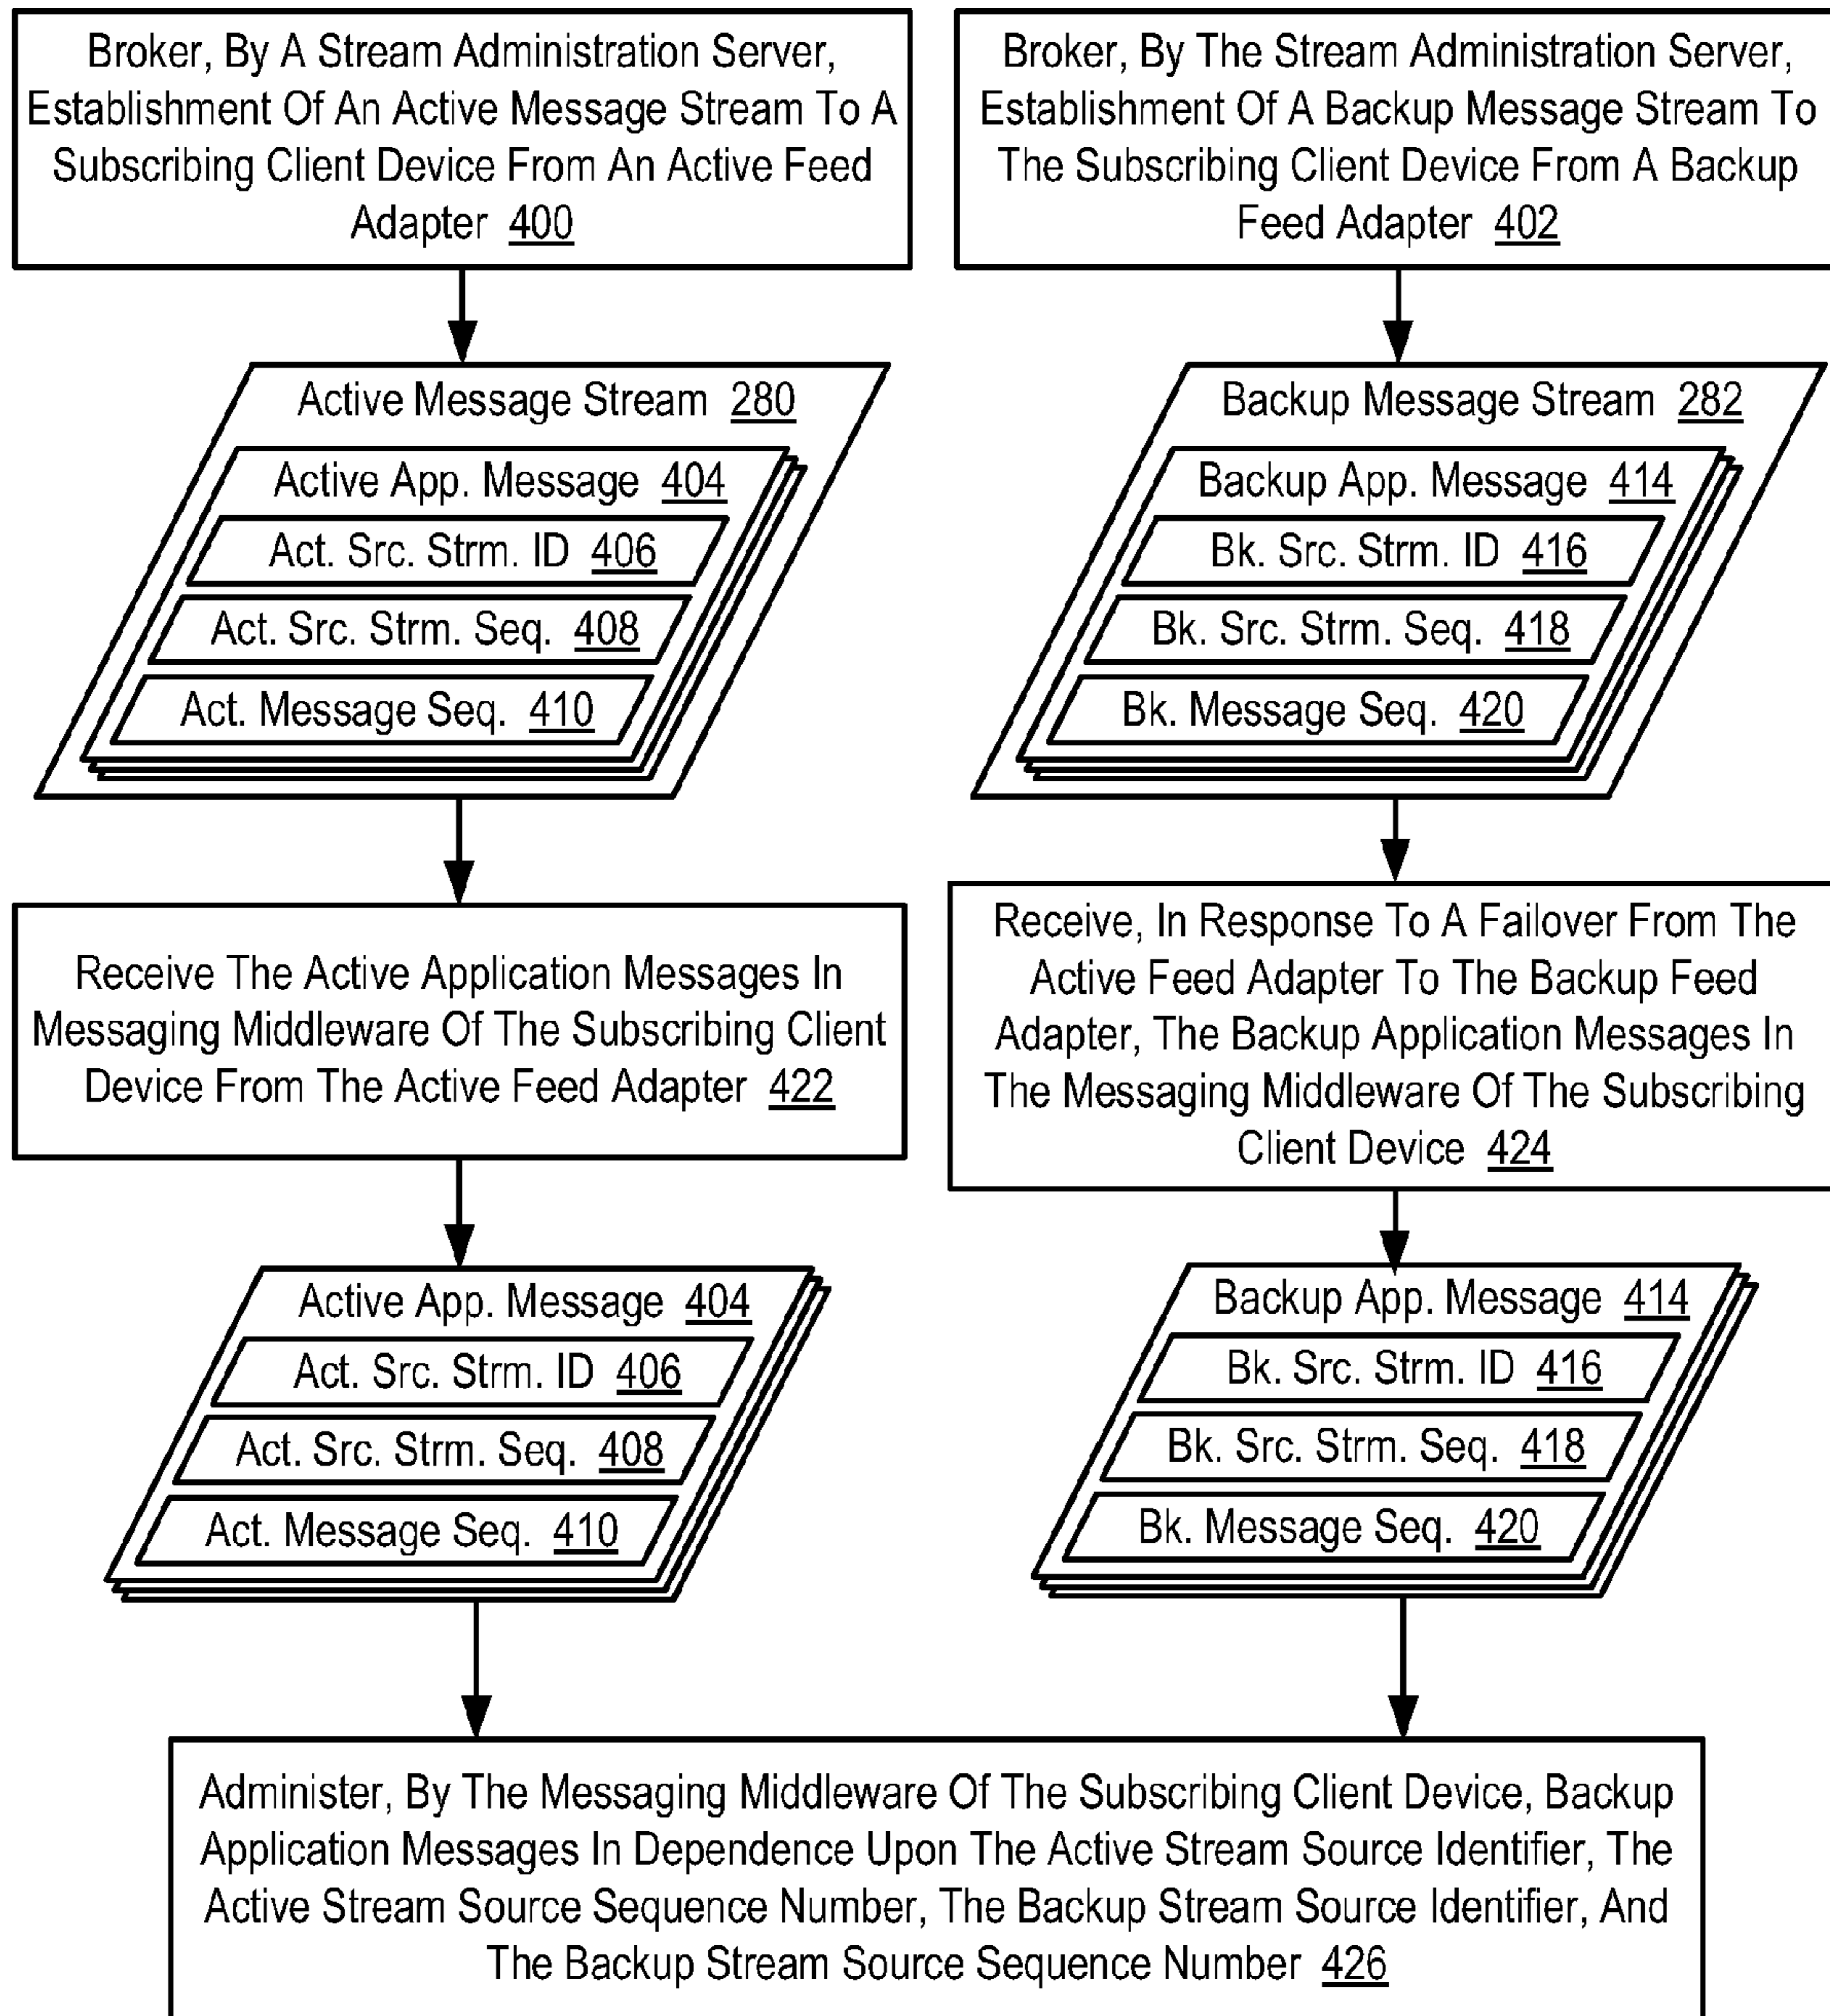 Broker, By A Stream Administration Server,
Establishment Of An Active Message Stream To A
Subscribing Client Device From An Active Feed
Adapter 400
Broker, By The Stream Administration Server,
Establishment Of A Backup Message Stream To
The Subscribing Client Device From A Backup
Feed Adapter 402
Active Message Stream 280
Active App. Message 404
Act. Src. Strm. ID 406
Act. Src. Strm. Seq. 408
Act. Message Seq. 410
Backup Message Stream 282
Backup App. Message 414
Bk. Src. Strm. ID 416
Bk. Src. Strm. Seq. 418
Bk. Message Seq. 420
Receive The Active Application Messages In
Messaging Middleware Of The Subscribing Client
Device From The Active Feed Adapter 422
Receive, In Response To A Failover From The
Active Feed Adapter To The Backup Feed
Adapter, The Backup Application Messages In
The Messaging Middleware Of The Subscribing
Client Device 424
Active App. Message 404
Act. Src. Strm. ID 406
Act. Src. Strm. Seq. 408
Act. Message Seq. 410
Backup App. Message 414
Bk. Src. Strm. ID 416
Bk. Src. Strm. Seq. 418
Bk. Message Seq. 420
Administer, By The Messaging Middleware Of The Subscribing Client Device, Backup
Application Messages In Dependence Upon The Active Stream Source Identifier, The
Active Stream Source Sequence Number, The Backup Stream Source Identifier, And
The Backup Stream Source Sequence Number 426